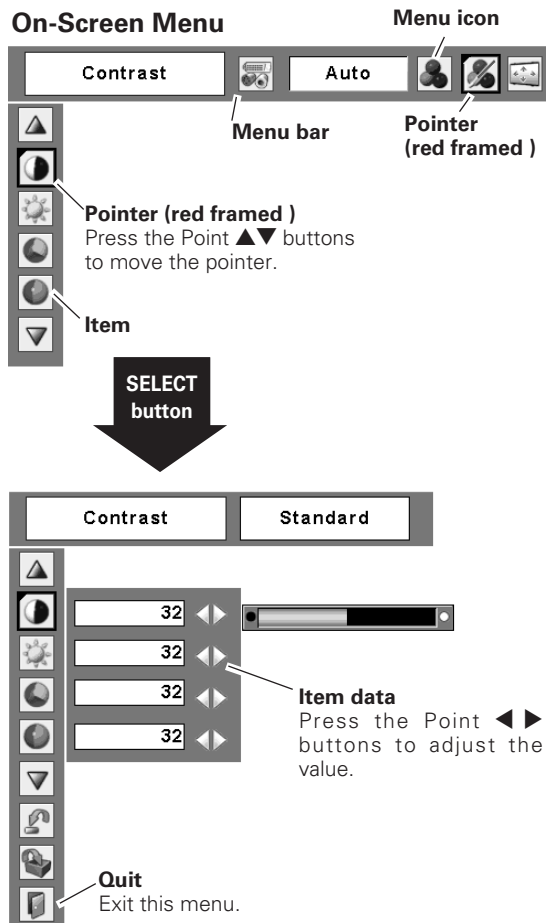 On-Screen Menu
Menu icon
Contrast
Auto
Menu bar
Pointer
(red framed )
Pointer (red framed )
Press the Point ▲▼ buttons
to move the pointer.
Item
SELECT
button
Contrast
Standard
32
32
32
32
Item data
Press the Point ◀ ▶
buttons to adjust the
value.
Quit
Exit this menu.